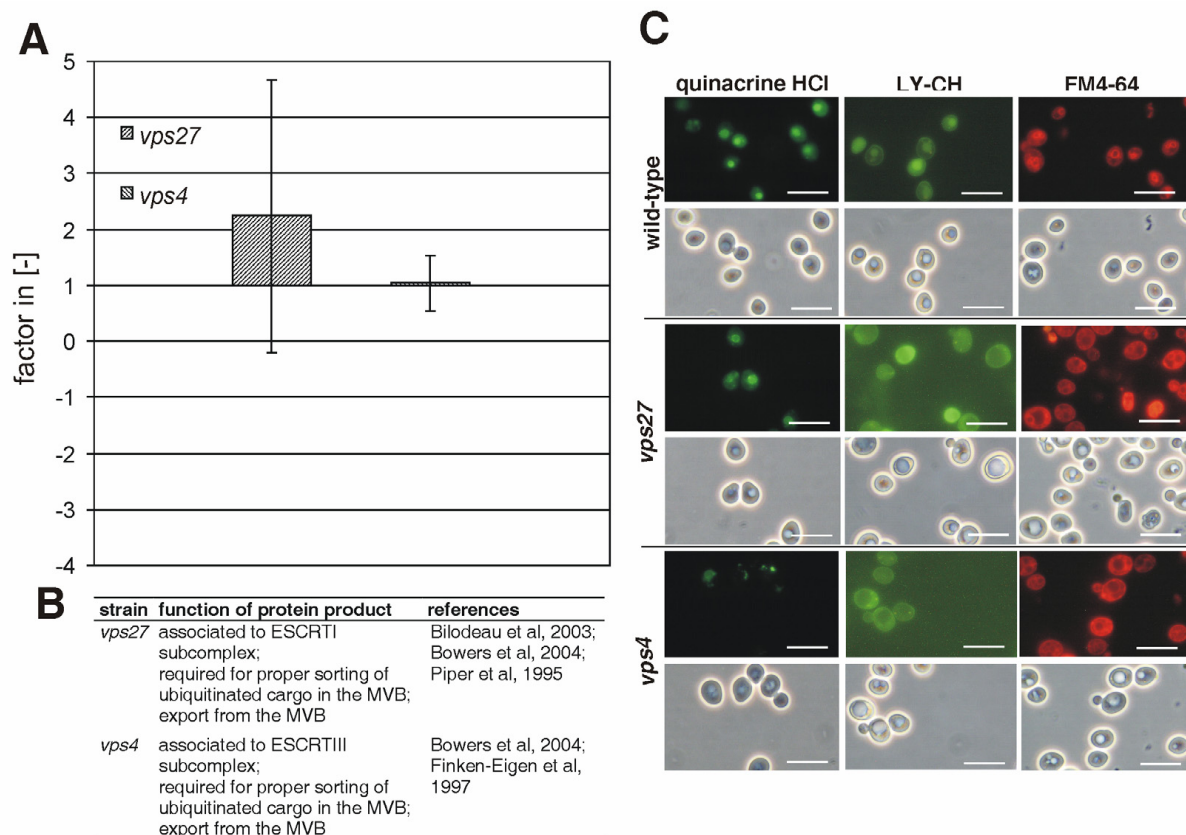 A
5
4
3
2
1
0
-1
-2
-3
-4
factor in [-]
vps27
vps4
B
strain function of protein product references
vps27 associated to ESCRTI Bilodeau et al, 2003;
subcomplex; Bowers et al, 2004;
required for proper sorting of Piper et al, 1995
ubiquitinated cargo in the MVB;
export from the MVB
vps4 associated to ESCRTIII Bowers et al, 2004;
subcomplex; Finken-Eigen et al,
required for proper sorting of 1997
ubiquitinated cargo in the MVB;
export from the MVB
C
quinacrine HCl LY-CH FM4-64
wild-type
vps27
vps4